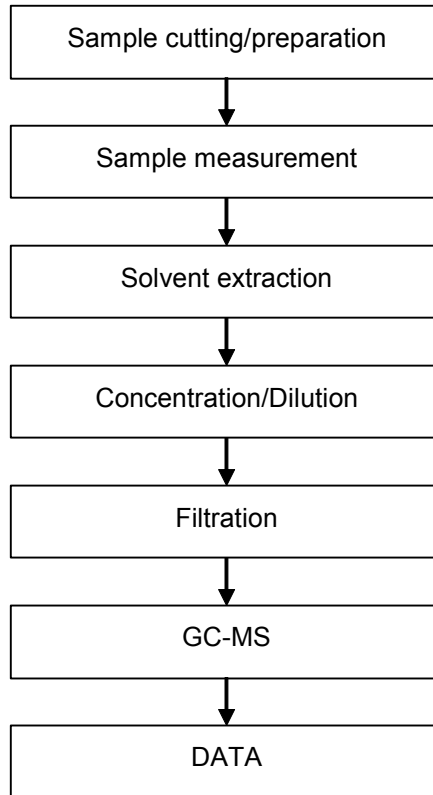 Sample cutting/preparation
Sample measurement
Solvent extraction
Concentration/Dilution
Filtration
GC-MS
DATA